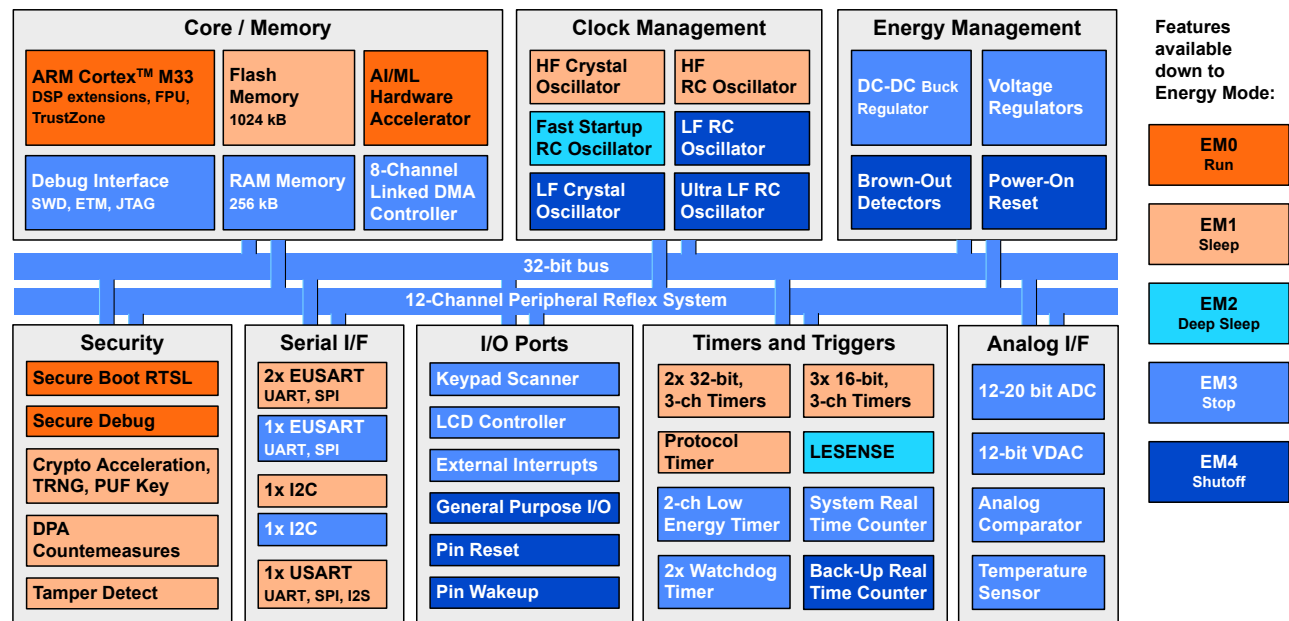 Core / Memory
ARM Cortex™ M33
DSP extensions, FPU,
TrustZone
Flash
Memory
1024 kB
AI/ML
Hardware
Accelerator
Debug Interface
SWD, ETM, JTAG
RAM Memory
256 kB
8-Channel
Linked DMA
Controller
Clock Management
HF Crystal
Oscillator
HF
RC Oscillator
Fast Startup
RC Oscillator
LF RC
Oscillator
LF Crystal
Oscillator
Ultra LF RC
Oscillator
Energy Management
DC-DC Buck
Regulator
Voltage
Regulators
Brown-Out
Detectors
Power-On
Reset
Features
available
down to
Energy Mode:
EM0
Run
EM1
Sleep
EM2
Deep Sleep
EM3
Stop
EM4
Shutoff
32-bit bus
12-Channel Peripheral Reflex System
Security
Secure Boot RTSL
Secure Debug
Crypto Acceleration,
TRNG, PUF Key
DPA
Countemeasures
Tamper Detect
Serial I/F
2x EUSART
UART, SPI
1x EUSART
UART, SPI
1x I2C
1x I2C
1x USART
UART, SPI, I2S
I/O Ports
Keypad Scanner
LCD Controller
External Interrupts
General Purpose I/O
Pin Reset
Pin Wakeup
Timers and Triggers
2x 32-bit,
3-ch Timers
3x 16-bit,
3-ch Timers
Protocol
Timer
LESENSE
2-ch Low
Energy Timer
System Real
Time Counter
2x Watchdog
Timer
Back-Up Real
Time Counter
Analog I/F
12-20 bit ADC
12-bit VDAC
Analog
Comparator
Temperature
Sensor